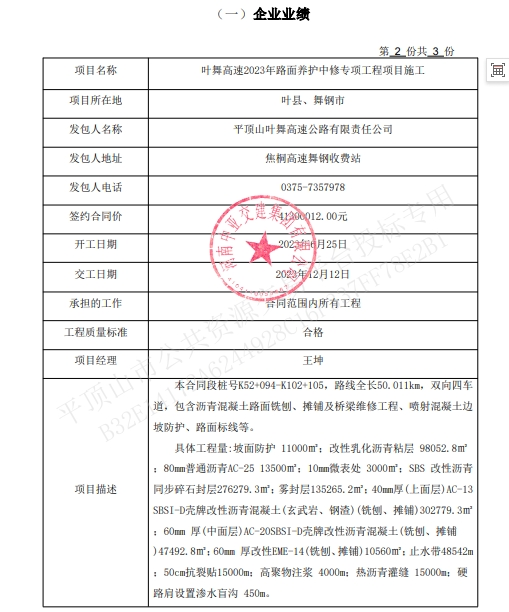 （一）企业业绩
第 2 份共 3 份
项目名称 叶舞高速2023年路面养护中修专项工程项目施工
项目所在地 叶县、舞钢市
发包人名称 平顶山叶舞高速公路有限责任公司
发包人地址 焦桐高速舞钢收费站
发包人电话 0375-7357978
签约合同价 41300012.00元
开工日期 2023年6月25日
交工日期 2023年12月12日
承担的工作 合同范围内所有工程
工程质量标准 合格
项目经理 王坤
项目描述
本合同段桩号K52+094-K102+105，路线全长50.011km，双向四车
道，包含沥青混凝土路面铣刨、摊铺及桥梁维修工程、喷射混凝土边
坡防护、路面标线等。
具体工程量:坡面防护 11000㎡；改性乳化沥青粘层 98052.8㎡
；80mm普通沥青AC-25 13500㎡；10mm微表处 3000㎡；SBS 改性沥青
同步碎石封层276279.3㎡；雾封层135265.2㎡；40mm厚(上面层)AC-13
SBSI-D壳牌改性沥青混凝土(玄武岩、钢渣)(铣刨、摊铺)302779.3㎡
；60mm 厚(中面层)AC-20SBSI-D壳牌改性沥青混凝土(铣刨、摊铺
)47492.8㎡；60mm 厚改性EME-14(铣刨、摊铺)10560㎡；止水带48542m
；50cm抗裂贴15000m；高聚物注浆 4000m；热沥青灌缝 15000m；硬
路肩设置渗水盲沟 450m。
河南中亚交建集团有限公司